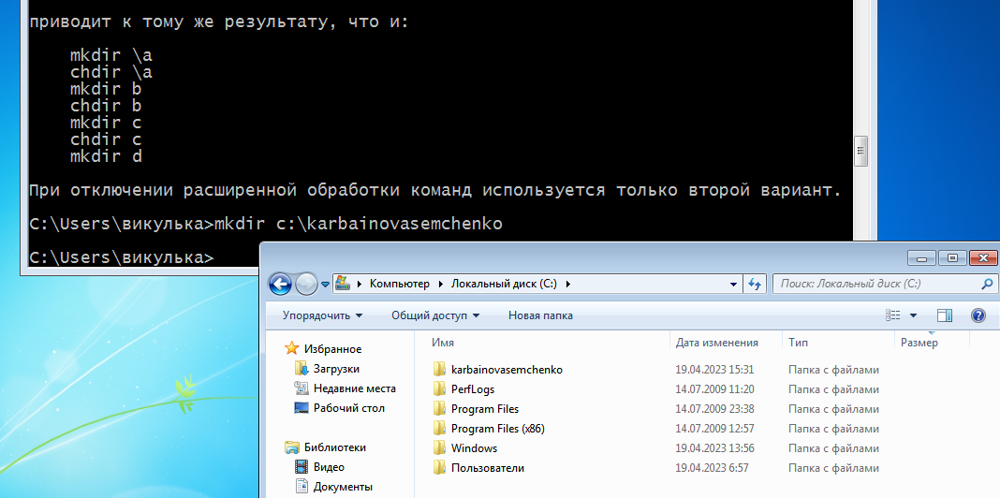 приводит к тому же результату, что и:
mkdir \a
chdir \a
mkdir b
chdir b
mkdir c
chdir c
mkdir d
При отключении расширенной обработки команд используется только второй вариант.
C:\Users\викулька>mkdir c:\karbainovasemchenko
C:\Users\викулька>
Компьютер Локальный диск (C:) Поиск: Локальный диск (C:)
Упорядочить Общий доступ Новая папка
Имя Дата изменения Тип Размер
Избранное
Загрузки
Недавние места
Рабочий стол
Библиотеки
Видео
Документы
karbainovasemchenko 19.04.2023 15:31 Папка с файлами
PerfLogs 14.07.2009 11:20 Папка с файлами
Program Files 14.07.2009 23:38 Папка с файлами
Program Files (x86) 14.07.2009 12:57 Папка с файлами
Windows 19.04.2023 13:56 Папка с файлами
Пользователи 19.04.2023 6:57 Папка с файлами